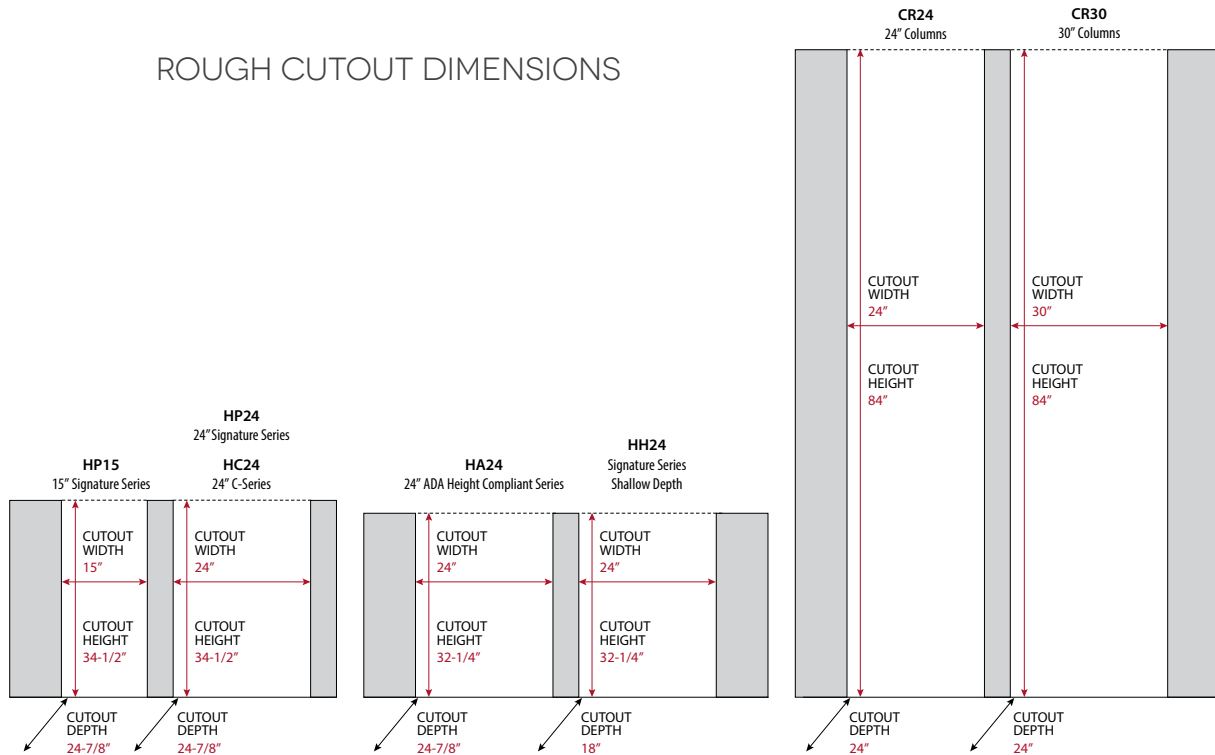 ROUGH CUTOUT DIMENSIONS
CR24
24” Columns
CR30
30” Columns
CUTOUT
WIDTH
24”
CUTOUT
HEIGHT
84”
CUTOUT
WIDTH
30”
CUTOUT
HEIGHT
84”
HP24
24” Signature Series
HP15
15” Signature Series
HC24
24” C-Series
HA24
24” ADA Height Compliant Series
HH24
Signature Series
Shallow Depth
CUTOUT
WIDTH
15”
CUTOUT
HEIGHT
34-1/2”
CUTOUT
WIDTH
24”
CUTOUT
HEIGHT
34-1/2”
CUTOUT
WIDTH
24”
CUTOUT
HEIGHT
32-1/4”
CUTOUT
WIDTH
24”
CUTOUT
HEIGHT
32-1/4”
CUTOUT
DEPTH
24-7/8”
CUTOUT
DEPTH
24-7/8”
CUTOUT
DEPTH
24-7/8”
CUTOUT
DEPTH
18”
CUTOUT
DEPTH
24”
CUTOUT
DEPTH
24”